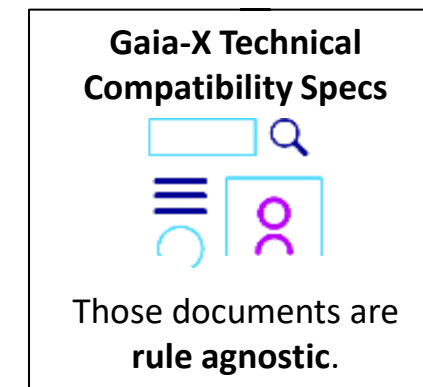 Gaia-X Technical
Compatibility Specs
Those documents are
rule agnostic.